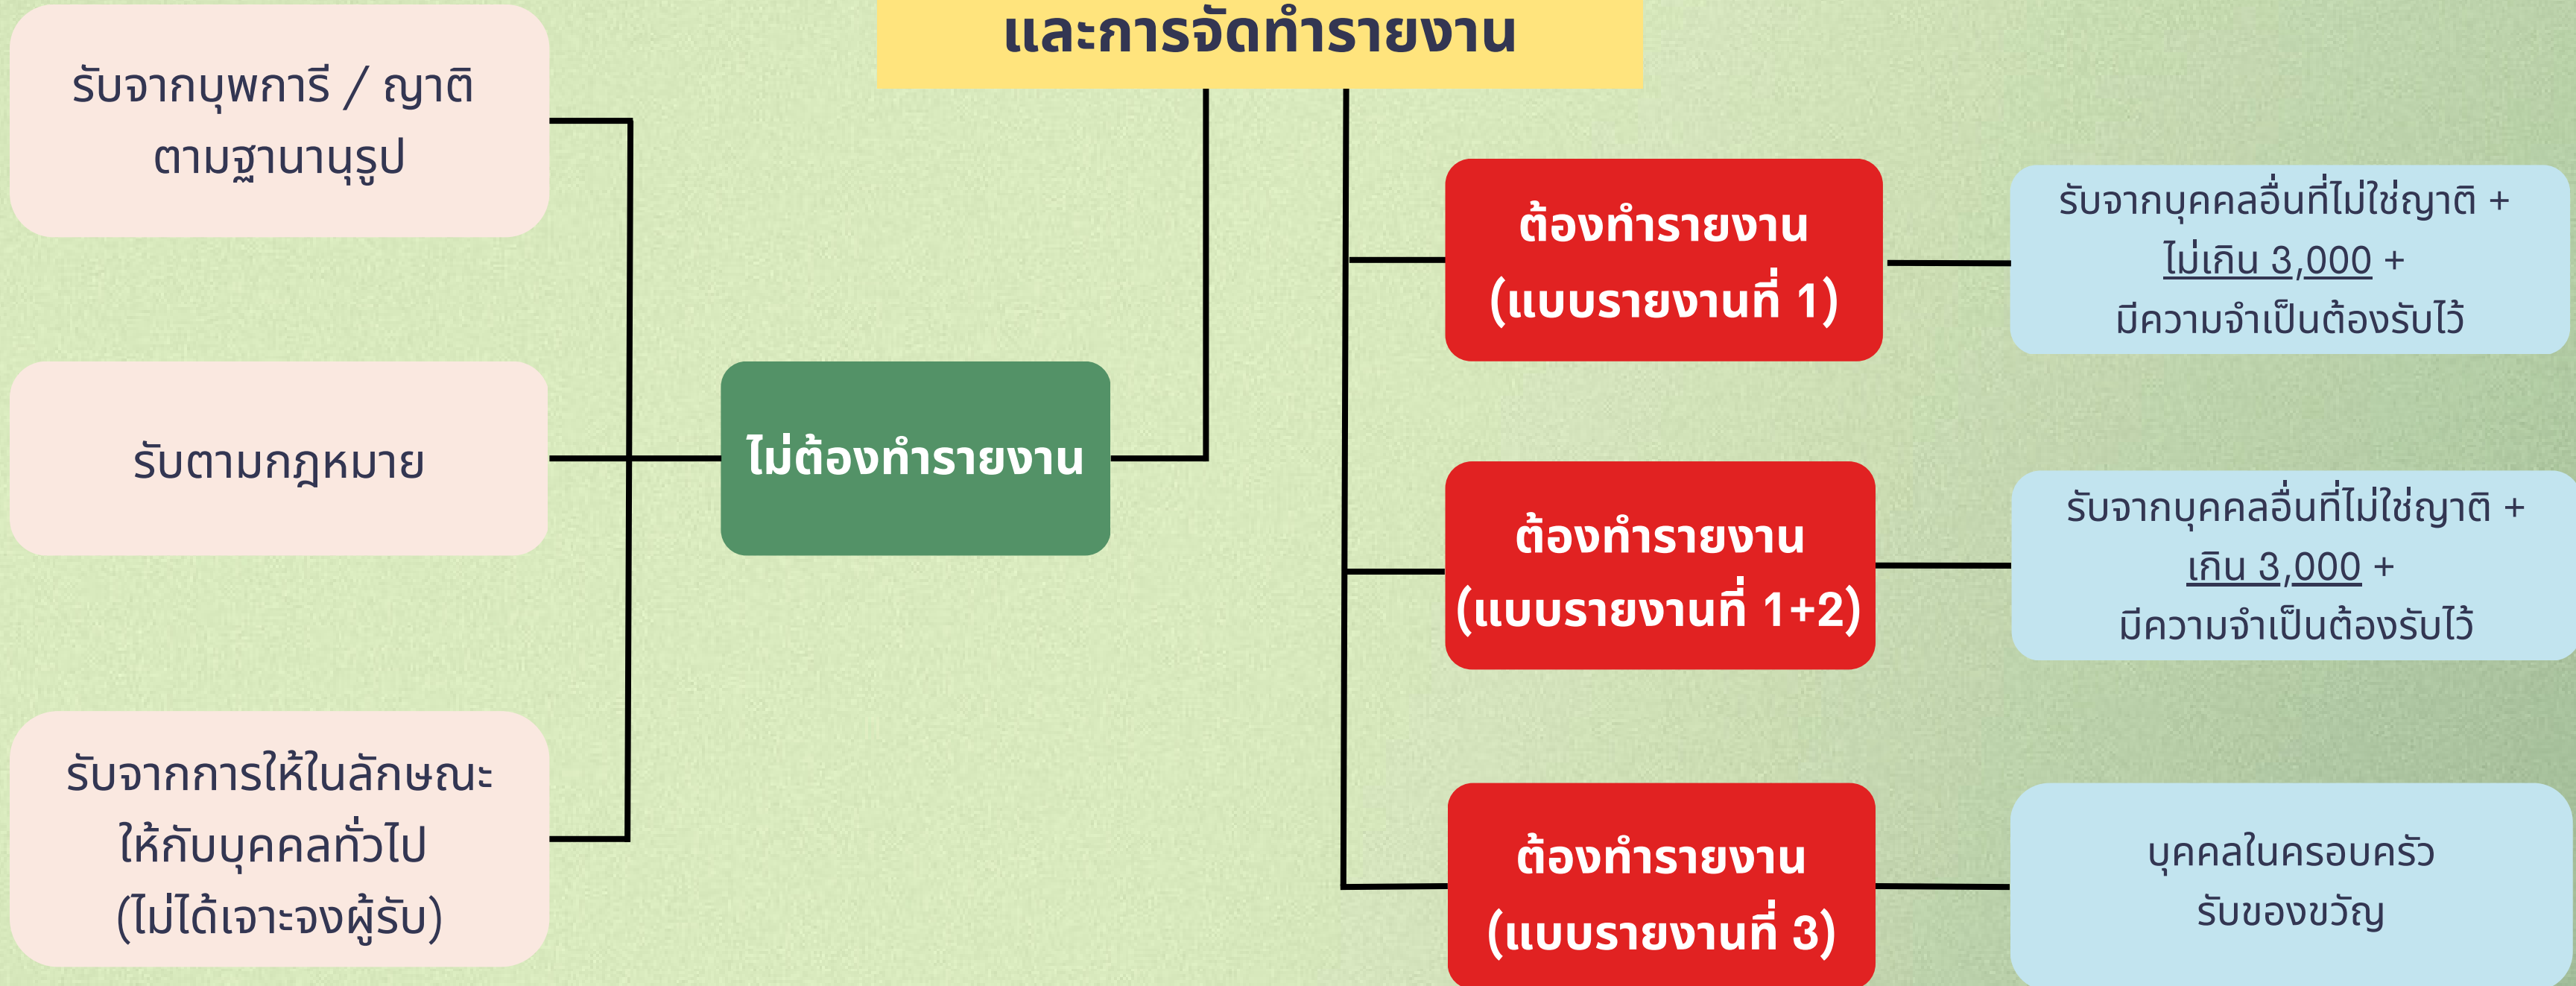 และการจัดทำรายงาน
รับจากบุพการี / ญาติ
ตามฐานานุรูป
รับตามกฎหมาย
รับจากการให้ในลักษณะ
ให้กับบุคคลทั่วไป
(ไม่ได้เจาะจงผู้รับ)
ไม่ต้องทำรายงาน
ต้องทำรายงาน
(แบบรายงานที่ 1)
รับจากบุคคลอื่นที่ไม่ใช่ญาติ +
ไม่เกิน 3,000 +
มีความจำเป็นต้องรับไว้
ต้องทำรายงาน
(แบบรายงานที่ 1+2)
รับจากบุคคลอื่นที่ไม่ใช่ญาติ +
เกิน 3,000 +
มีความจำเป็นต้องรับไว้
ต้องทำรายงาน
(แบบรายงานที่ 3)
บุคคลในครอบครัว
รับของขวัญ